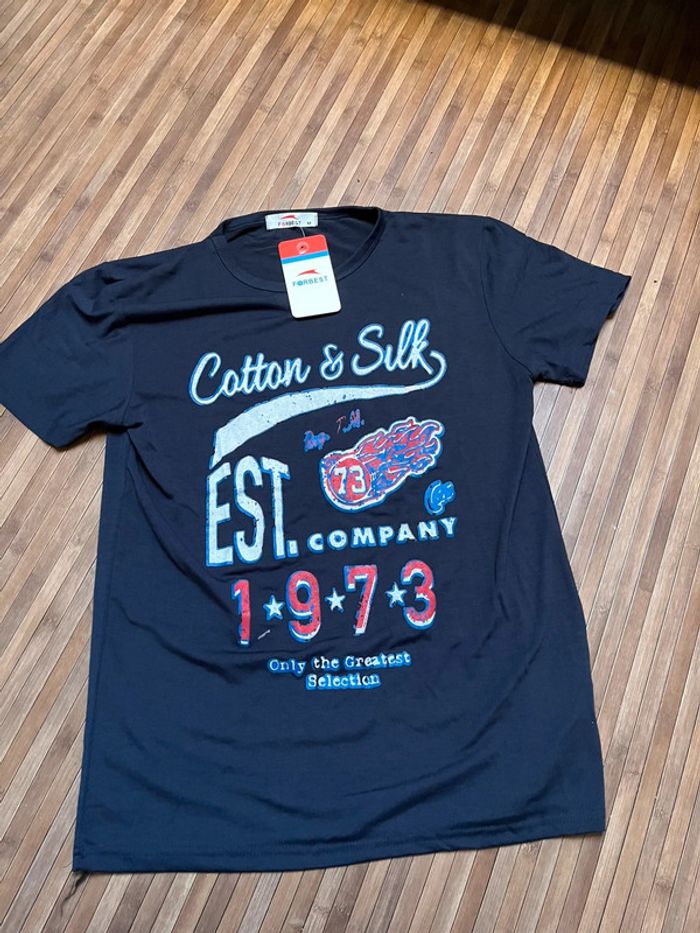 FORBEST M
FORBEST
Cotton & Silk
73
EST. COMPANY
1★9★7★3
Only the Greatest
Selection